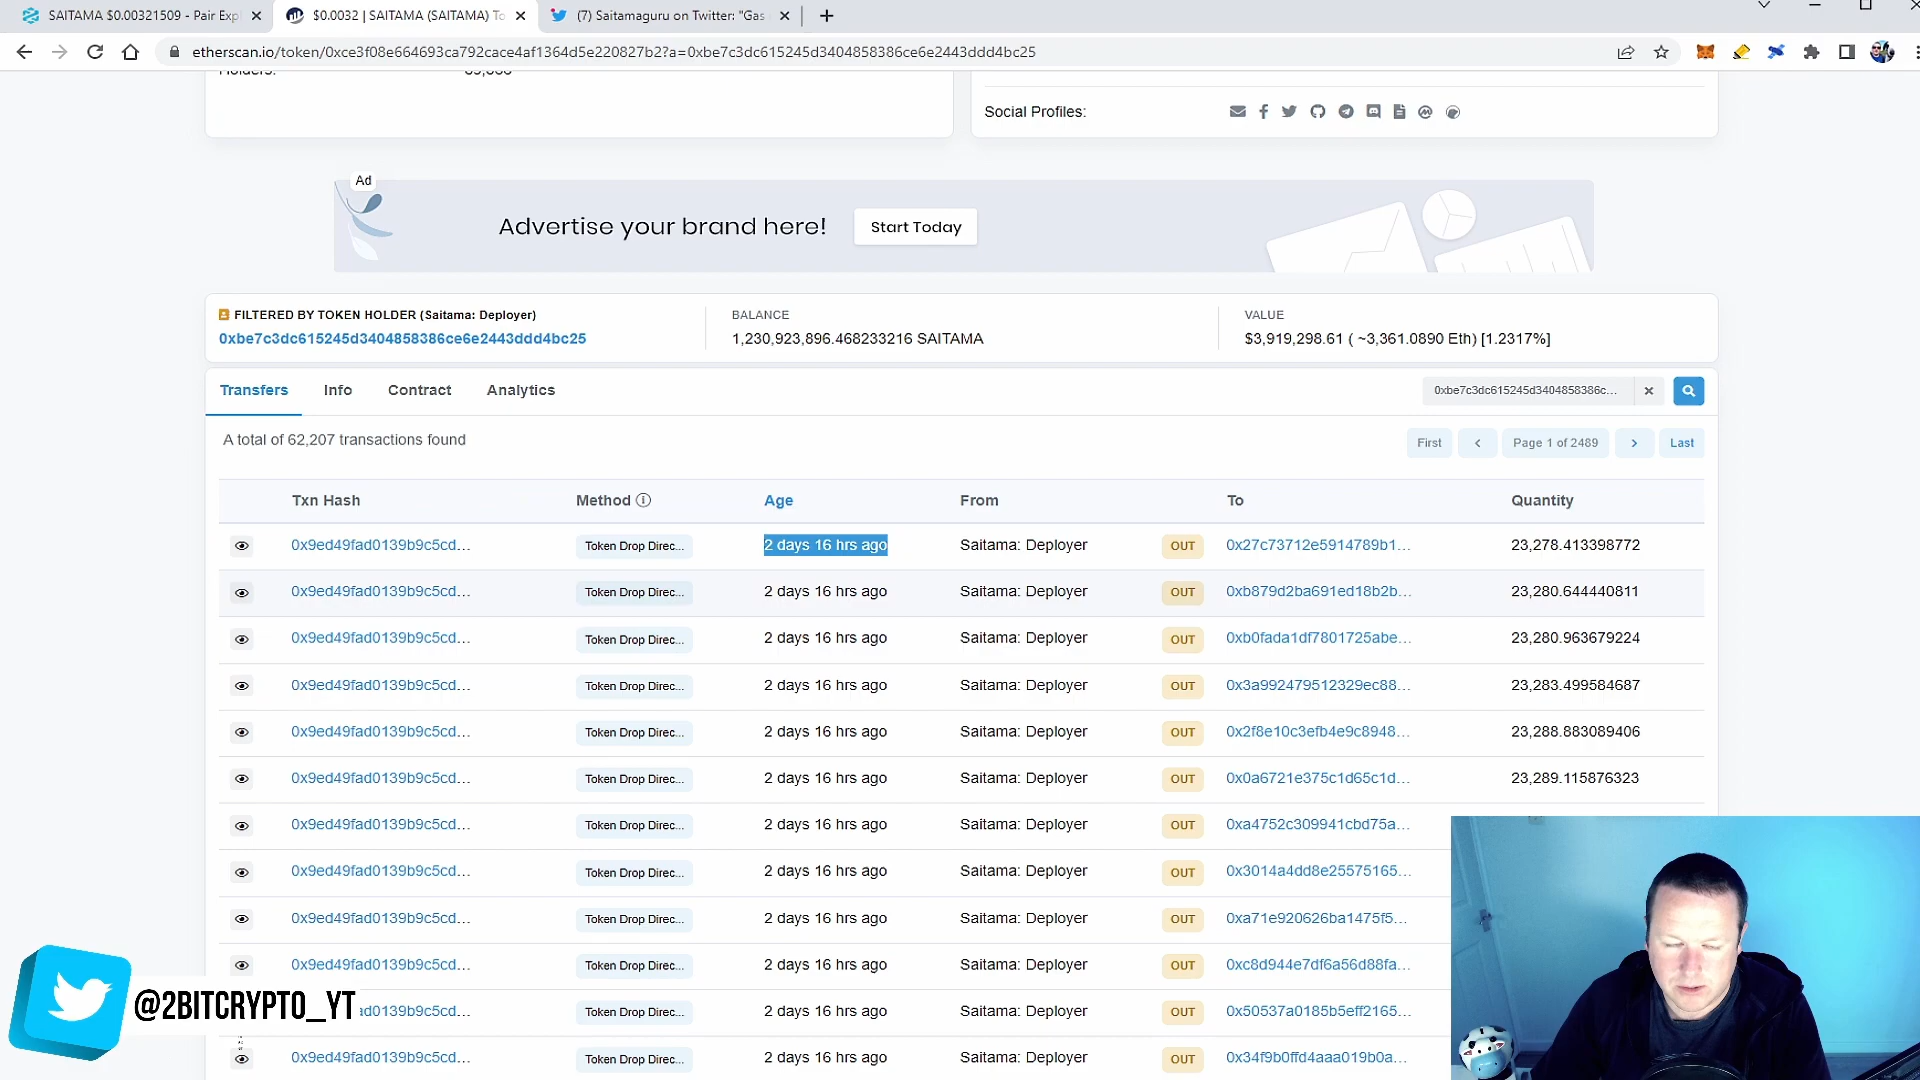 SAITAMA $0.00321509 - Pair Exp
$0.0032 | SAITAMA (SAITAMA) To
(7) Saitamaguru on Twitter: "Gas
etherscan.io/token/0xce3f08e664693ca792cace4af1364d5e220827b2?a=0xbe7c3dc615245d3404858386ce6e2443ddd4bc25
Holders:
Social Profiles:
Ad
Advertise your brand here!
Start Today
FILTERED BY TOKEN HOLDER (Saitama: Deployer)
0xbe7c3dc615245d3404858386ce6e2443ddd4bc25
BALANCE
1,230,923,896.468233216 SAITAMA
VALUE
$3,919,298.61 ( ~3,361.0890 Eth) [1.2317%]
Transfers Info Contract Analytics
0xbe7c3dc615245d3404858386c...
A total of 62,207 transactions found
First Page 1 of 2489 Last
Txn Hash Method Age From To Quantity
0x9ed49fad0139b9c5cd... Token Drop Direc... 2 days 16 hrs ago Saitama: Deployer OUT 0x27c73712e5914789b1... 23,278.413398772
0x9ed49fad0139b9c5cd... Token Drop Direc... 2 days 16 hrs ago Saitama: Deployer OUT 0xb879d2ba691ed18b2b... 23,280.644440811
0x9ed49fad0139b9c5cd... Token Drop Direc... 2 days 16 hrs ago Saitama: Deployer OUT 0xb0fada1df7801725abe... 23,280.963679224
0x9ed49fad0139b9c5cd... Token Drop Direc... 2 days 16 hrs ago Saitama: Deployer OUT 0x3a992479512329ec88... 23,283.499584687
0x9ed49fad0139b9c5cd... Token Drop Direc... 2 days 16 hrs ago Saitama: Deployer OUT 0x2f8e10c3efb4e9c8948... 23,288.883089406
0x9ed49fad0139b9c5cd... Token Drop Direc... 2 days 16 hrs ago Saitama: Deployer OUT 0x0a6721e375c1d65c1d... 23,289.115876323
0x9ed49fad0139b9c5cd... Token Drop Direc... 2 days 16 hrs ago Saitama: Deployer OUT 0xa4752c309941cbd75a...
0x9ed49fad0139b9c5cd... Token Drop Direc... 2 days 16 hrs ago Saitama: Deployer OUT 0x3014a4dd8e25575165...
0x9ed49fad0139b9c5cd... Token Drop Direc... 2 days 16 hrs ago Saitama: Deployer OUT 0xa71e920626ba1475f5...
0x9ed49fad0139b9c5cd... Token Drop Direc... 2 days 16 hrs ago Saitama: Deployer OUT 0xc8d944e7df6a56d88fa...
@2BITCRYPTO_YT d0139b9c5cd... Token Drop Direc... 2 days 16 hrs ago Saitama: Deployer OUT 0x50537a0185b5eff2165...
0x9ed49fad0139b9c5cd... Token Drop Direc... 2 days 16 hrs ago Saitama: Deployer OUT 0x34f9b0ffd4aaa019b0a...